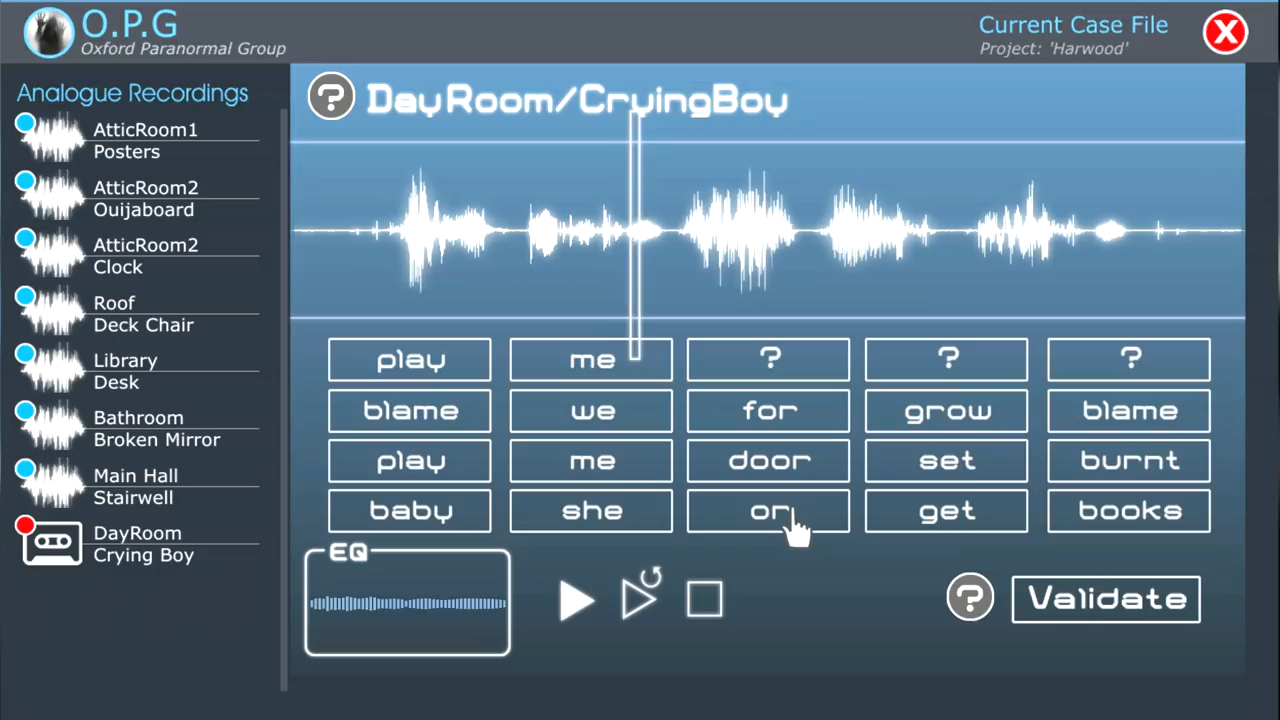 O.P.G
Oxford Paranormal Group
Current Case File
Project: 'Harwood'
X
Analogue Recordings
AtticRoom1
Posters
AtticRoom2
Ouijaboard
AtticRoom2
Clock
Roof
Deck Chair
Library
Desk
Bathroom
Broken Mirror
Main Hall
Stairwell
DayRoom
Crying Boy
? DayRoom/CryingBoy
play me ? ? ?
blame we for grow blame
play me door set burnt
baby she or get books
EQ
? Validate